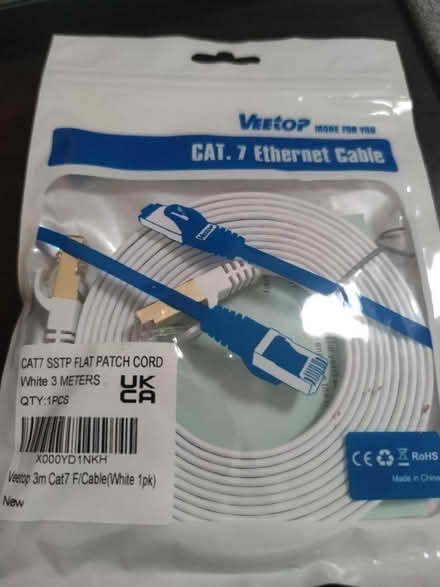 VEETOP MORE FOR YOU
CAT. 7 Ethernet Cable
CAT7 SSTP FLAT PATCH CORD
White 3 METERS
QTY:1PCS
UK
CA
X000YD1NKH
Veetop 3m Cat7 F/Cable(White 1pk)
New
CE RoHS
Made in China